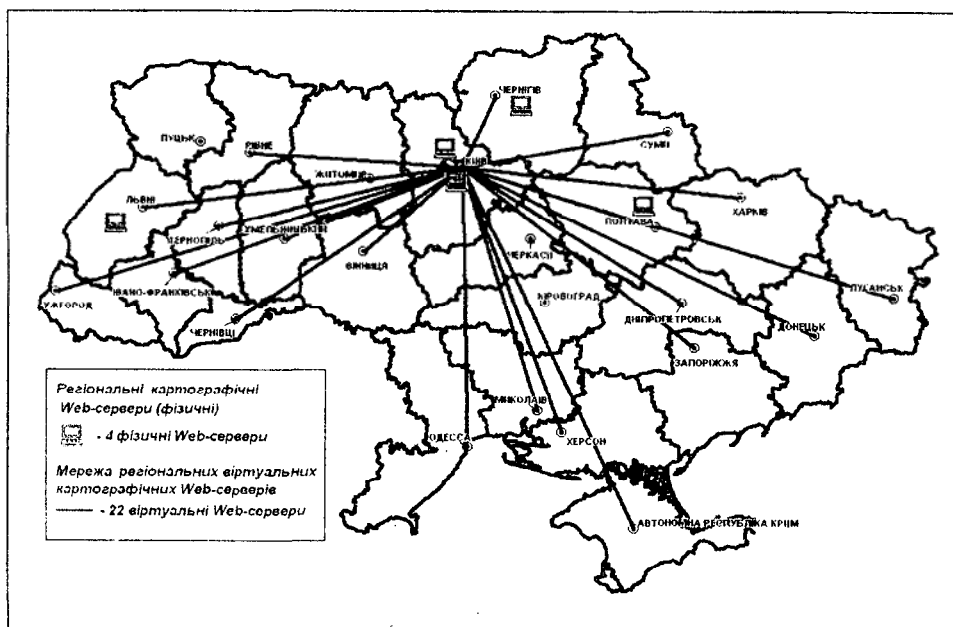 ЧЕРНІГІВ
СУМИ
ЛУЦЬК
РІВНЕ
КИЇВ
ЖИТОМИР
ЛЬВІВ
ХАРКІВ
ПОЛТАВА
ТЕРНОПІЛЬ
ХМЕЛЬНИЦЬКИЙ
ЧЕРКАСИ
ВІННИЦЯ
ІВАНО-ФРАНКІВСЬК
УЖГОРОД
КІРОВОГРАД
ЛУГАНСЬК
ЧЕРНІВЦІ
ДНІПРОПЕТРОВСЬК
ДОНЕЦЬК
ЗАПОРІЖЖЯ
МИКОЛАЇВ
ОДЕССА
ХЕРСОН
АВТОНОМНА РЕСПУБЛІКА КРИМ
Регіональні картографічні
Web-сервери (фізичні)
- 4 фізичні Web-сервери
Мережа регіональних віртуальних
картографічних Web-серверів
- 22 віртуальні Web-сервери